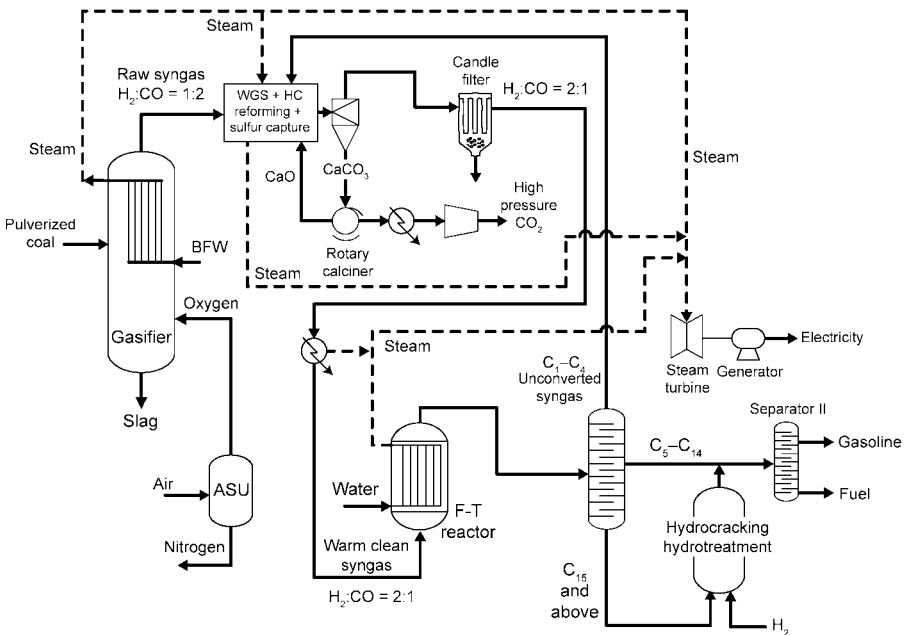 Steam
Raw syngas
H₂:CO = 1:2
WGS + HC
reforming +
sulfur capture
Candle
filter
H₂:CO = 2:1
Steam
Steam
CaO
CaCO₃
High
pressure
CO₂
Pulverized
coal
BFW
Rotary
calciner
Steam
Oxygen
Gasifier
Steam
C₁–C₄
Unconverted
syngas
Steam
turbine
Generator
Electricity
Slag
Separator II
C₅–C₁₄
Gasoline
Air
ASU
Water
F-T
reactor
Fuel
Nitrogen
Warm clean
syngas
Hydrocracking
hydrotreatment
C₁₅
and
above
H₂:CO = 2:1
H₂